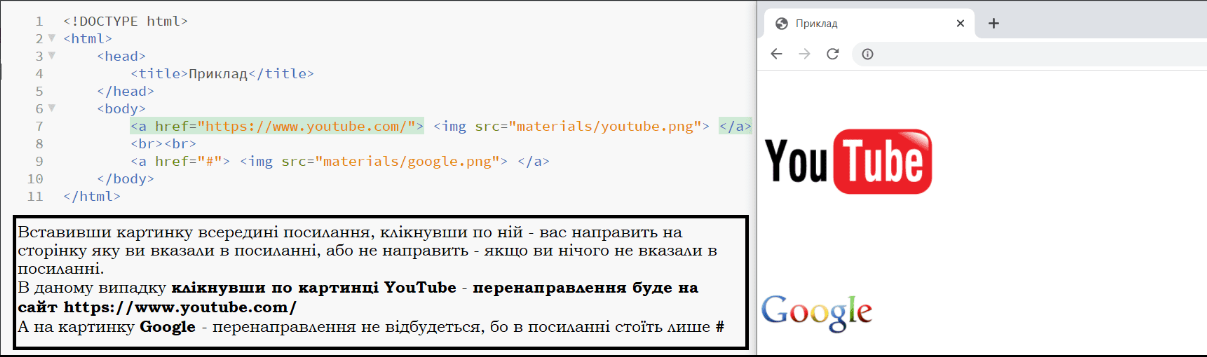 1 <!DOCTYPE html>
2 <html>
3 <head>
4 <title>Приклад</title>
5 </head>
6 <body>
7 <a href="https://www.youtube.com/"> <img src="materials/youtube.png"> </a>
8 <br><br>
9 <a href="#"> <img src="materials/google.png"> </a>
10 </body>
11 </html>
Вставивши картинку всередині посилання, клікнувши по ній - вас направить на
сторінку яку ви вказали в посиланні, або не направить - якщо ви нічого не вказали в
посиланні.
В даному випадку клікнувши по картинці YouTube - перенаправлення буде на
сайт https://www.youtube.com/
А на картинку Google - перенаправлення не відбудеться, бо в посиланні стоїть лише #
Приклад
You Tube
Google